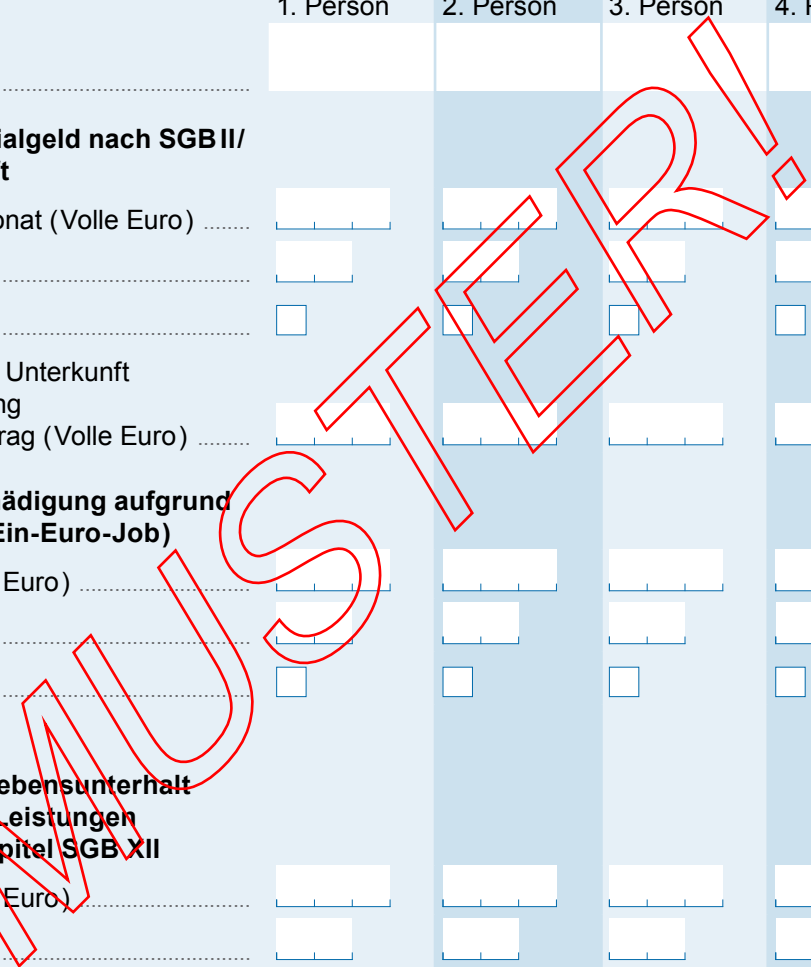 1. Person 2. Person 3. Person 4.
ialgeld nach SGB II/
ft
onat (Volle Euro)
Unterkunft
ng
rag (Volle Euro)
ädigung aufgrund
Ein-Euro-Job)
Euro)
ebensunterhalt
Leistungen
pitel SGB XII
Euro)
MUSTER!